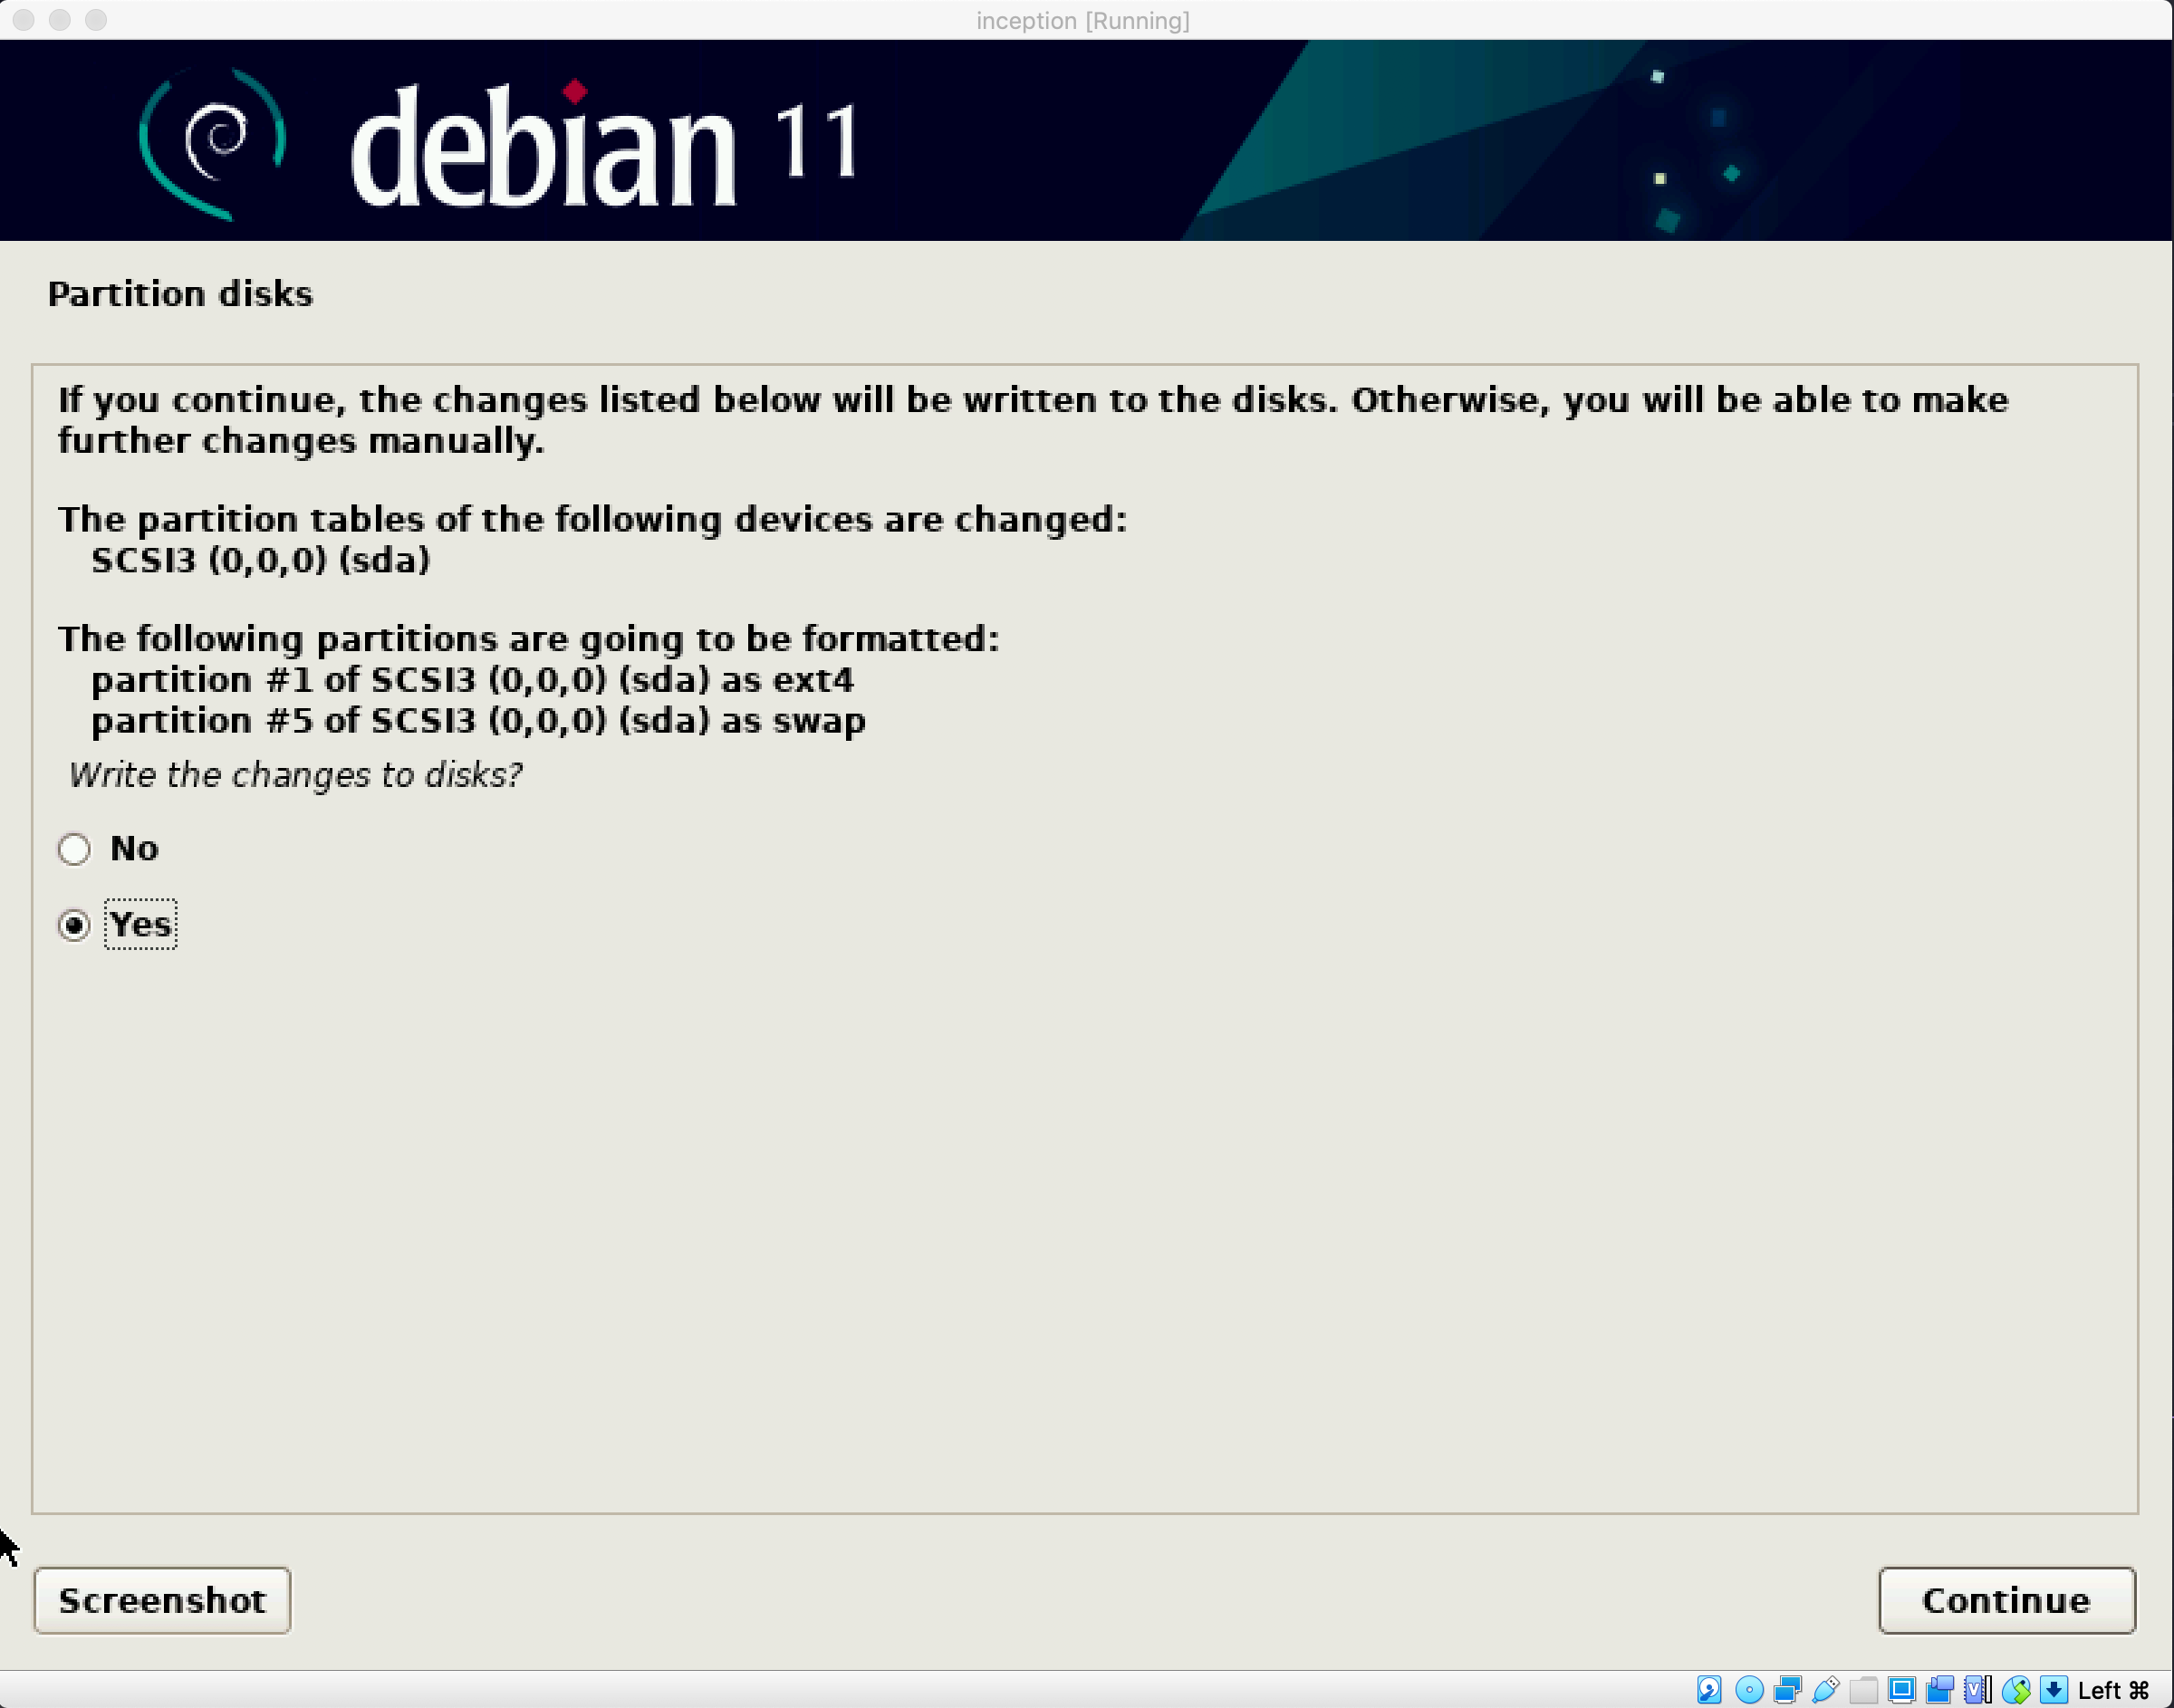 inception [Running]
debian 11
Partition disks
If you continue, the changes listed below will be written to the disks. Otherwise, you will be able to make
further changes manually.
The partition tables of the following devices are changed:
SCSI3 (0,0,0) (sda)
The following partitions are going to be formatted:
partition #1 of SCSI3 (0,0,0) (sda) as ext4
partition #5 of SCSI3 (0,0,0) (sda) as swap
Write the changes to disks?
No
Yes
Screenshot
Continue
Left ⌘